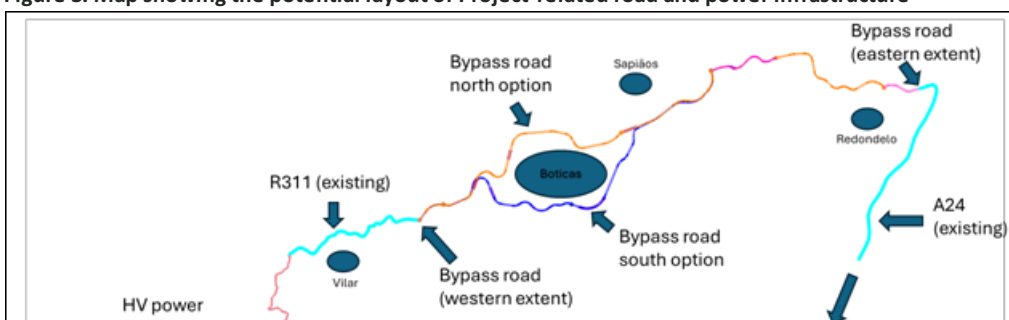 Figure 3. Map showing the potential layout of Project-related road and power infrastructure
Bypass road
(eastern extent)
Bypass road
north option
Sapiãos
Redondelo
Boticas
R311 (existing)
A24
(existing)
Bypass road
south option
Bypass road
(western extent)
Vilar
HV power